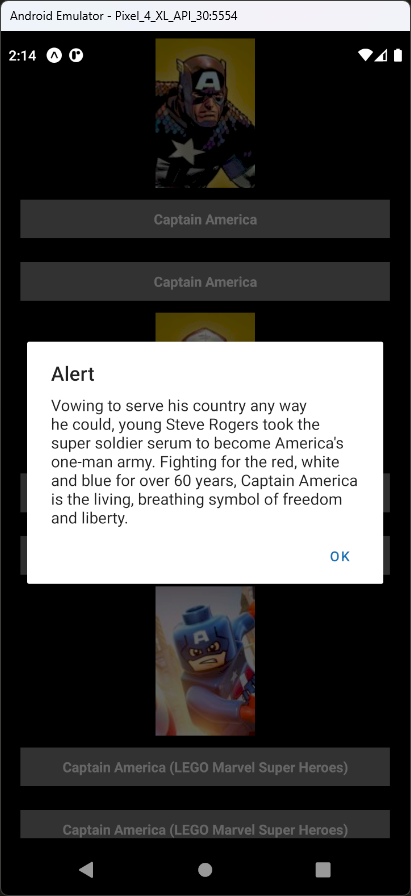 Android Emulator - Pixel_4_XL_API_30:5554
2:14
A
Captain America
Captain America
Alert
Vowing to serve his country any way
he could, young Steve Rogers took the
super soldier serum to become America's
one-man army. Fighting for the red, white
and blue for over 60 years, Captain America
is the living, breathing symbol of freedom
and liberty.
OK
A
Captain America (LEGO Marvel Super Heroes)
Captain America (LEGO Marvel Super Heroes)